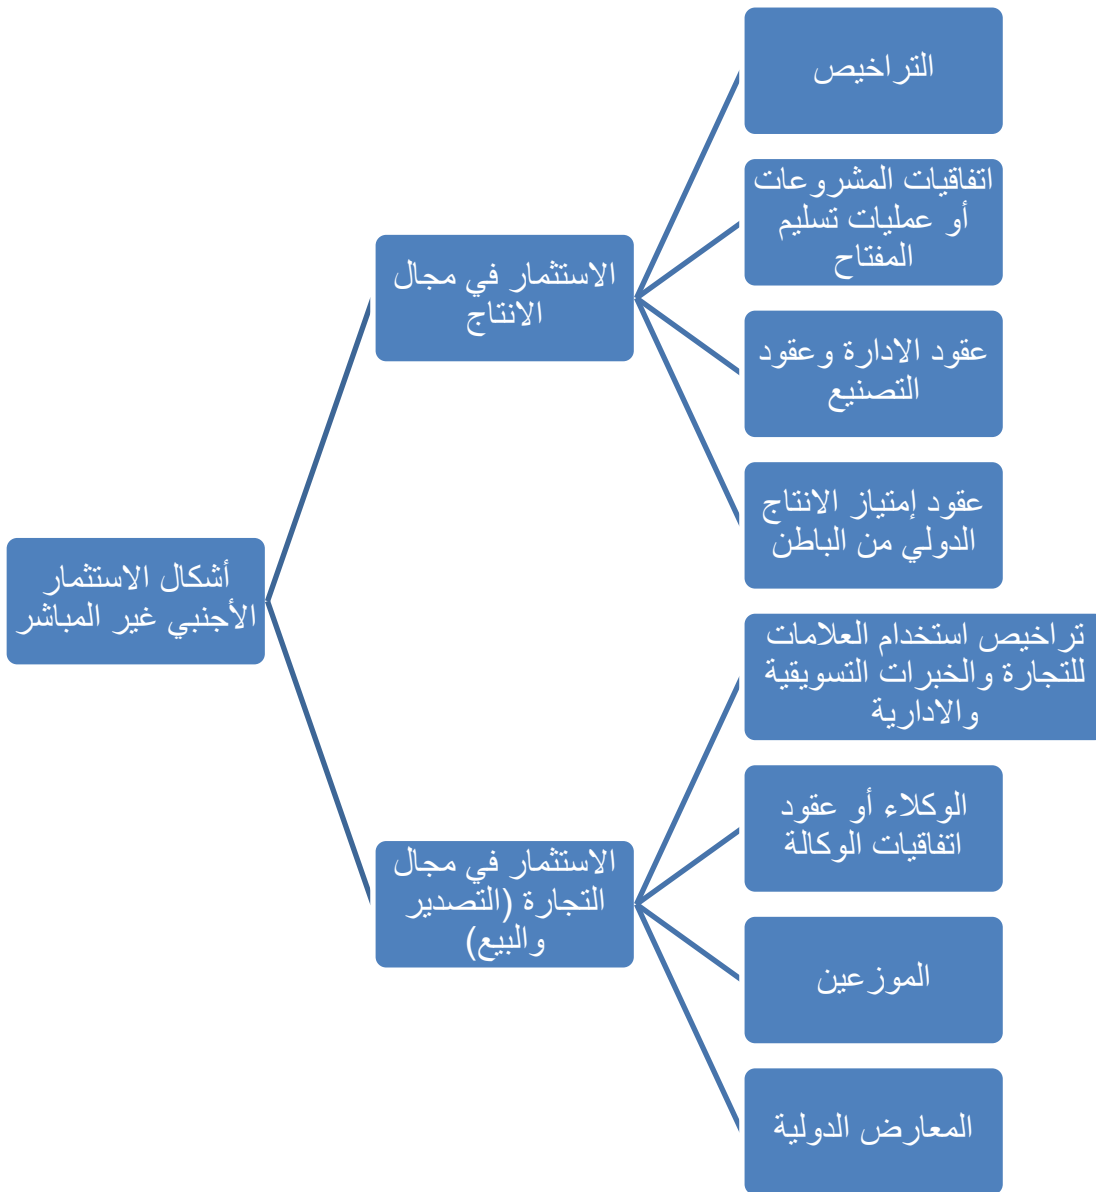 التراخيص
اتفاقيات المشروعات
أو عمليات تسليم
المفتاح
الاستثمار في مجال
الانتاج
عقود الادارة وعقود
التصنيع
عقود إمتياز الانتاج
الدولي من الباطن
أشكال الاستثمار
الأجنبي غير المباشر
تراخيص استخدام العلامات
للتجارة والخبرات التسويقية
والادارية
الوكلاء أو عقود
اتفاقيات الوكالة
الاستثمار في مجال
التجارة (التصدير
والبيع)
الموزعين
المعارض الدولية